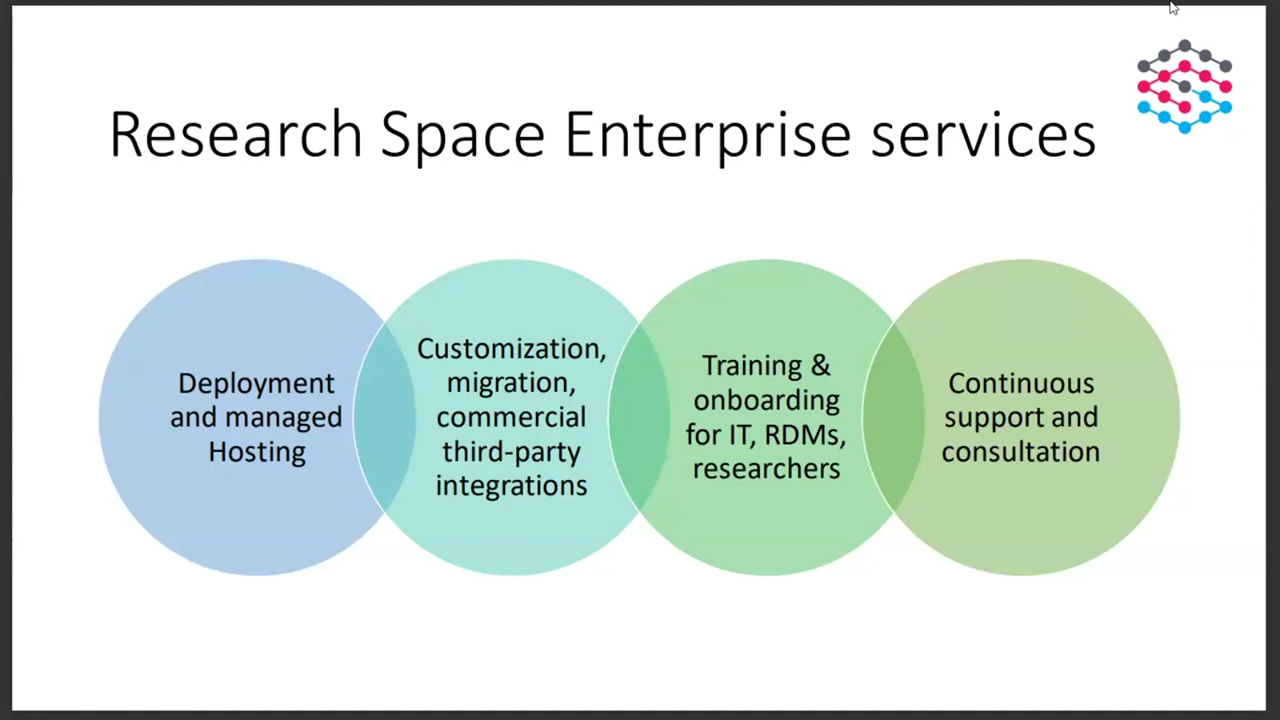 Research Space Enterprise services
Deployment
and managed
Hosting
Customization,
migration,
commercial
third-party
integrations
Training &
onboarding
for IT, RDMs,
researchers
Continuous
support and
consultation